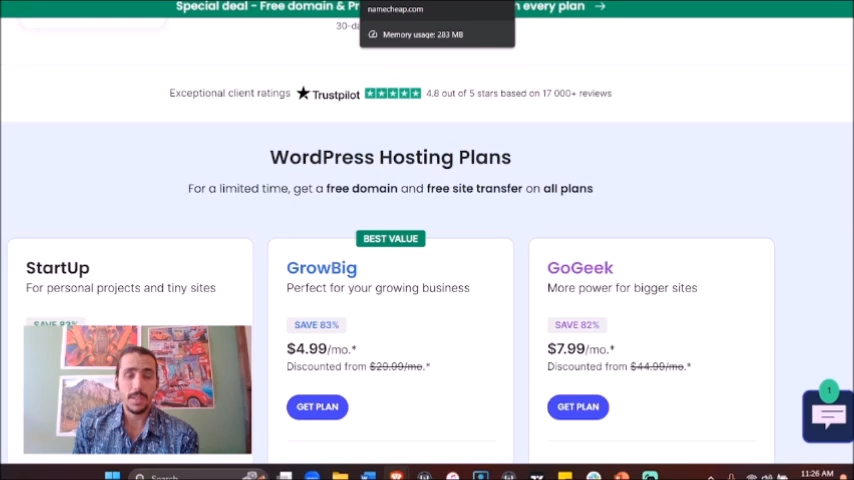 Special deal - Free domain & Pr
n every plan →
namecheap.com
Memory usage: 283 MB
30-da
Exceptional client ratings Trustpilot 4.8 out of 5 stars based on 17 000+ reviews
WordPress Hosting Plans
For a limited time, get a free domain and free site transfer on all plans
BEST VALUE
StartUp
For personal projects and tiny sites
GrowBig
Perfect for your growing business
SAVE 83%
$4.99/mo.*
Discounted from $29.99/mo.*
GET PLAN
GoGeek
More power for bigger sites
SAVE 82%
$7.99/mo.*
Discounted from $44.99/mo.*
GET PLAN
1
Search
11:26 AM